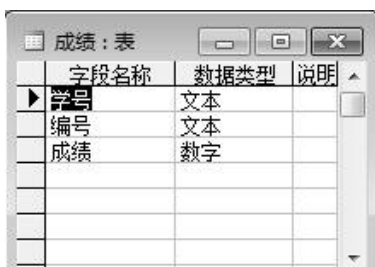 成绩：表
字段名称 数据类型 说明
学号 文本
编号 文本
成绩 数字